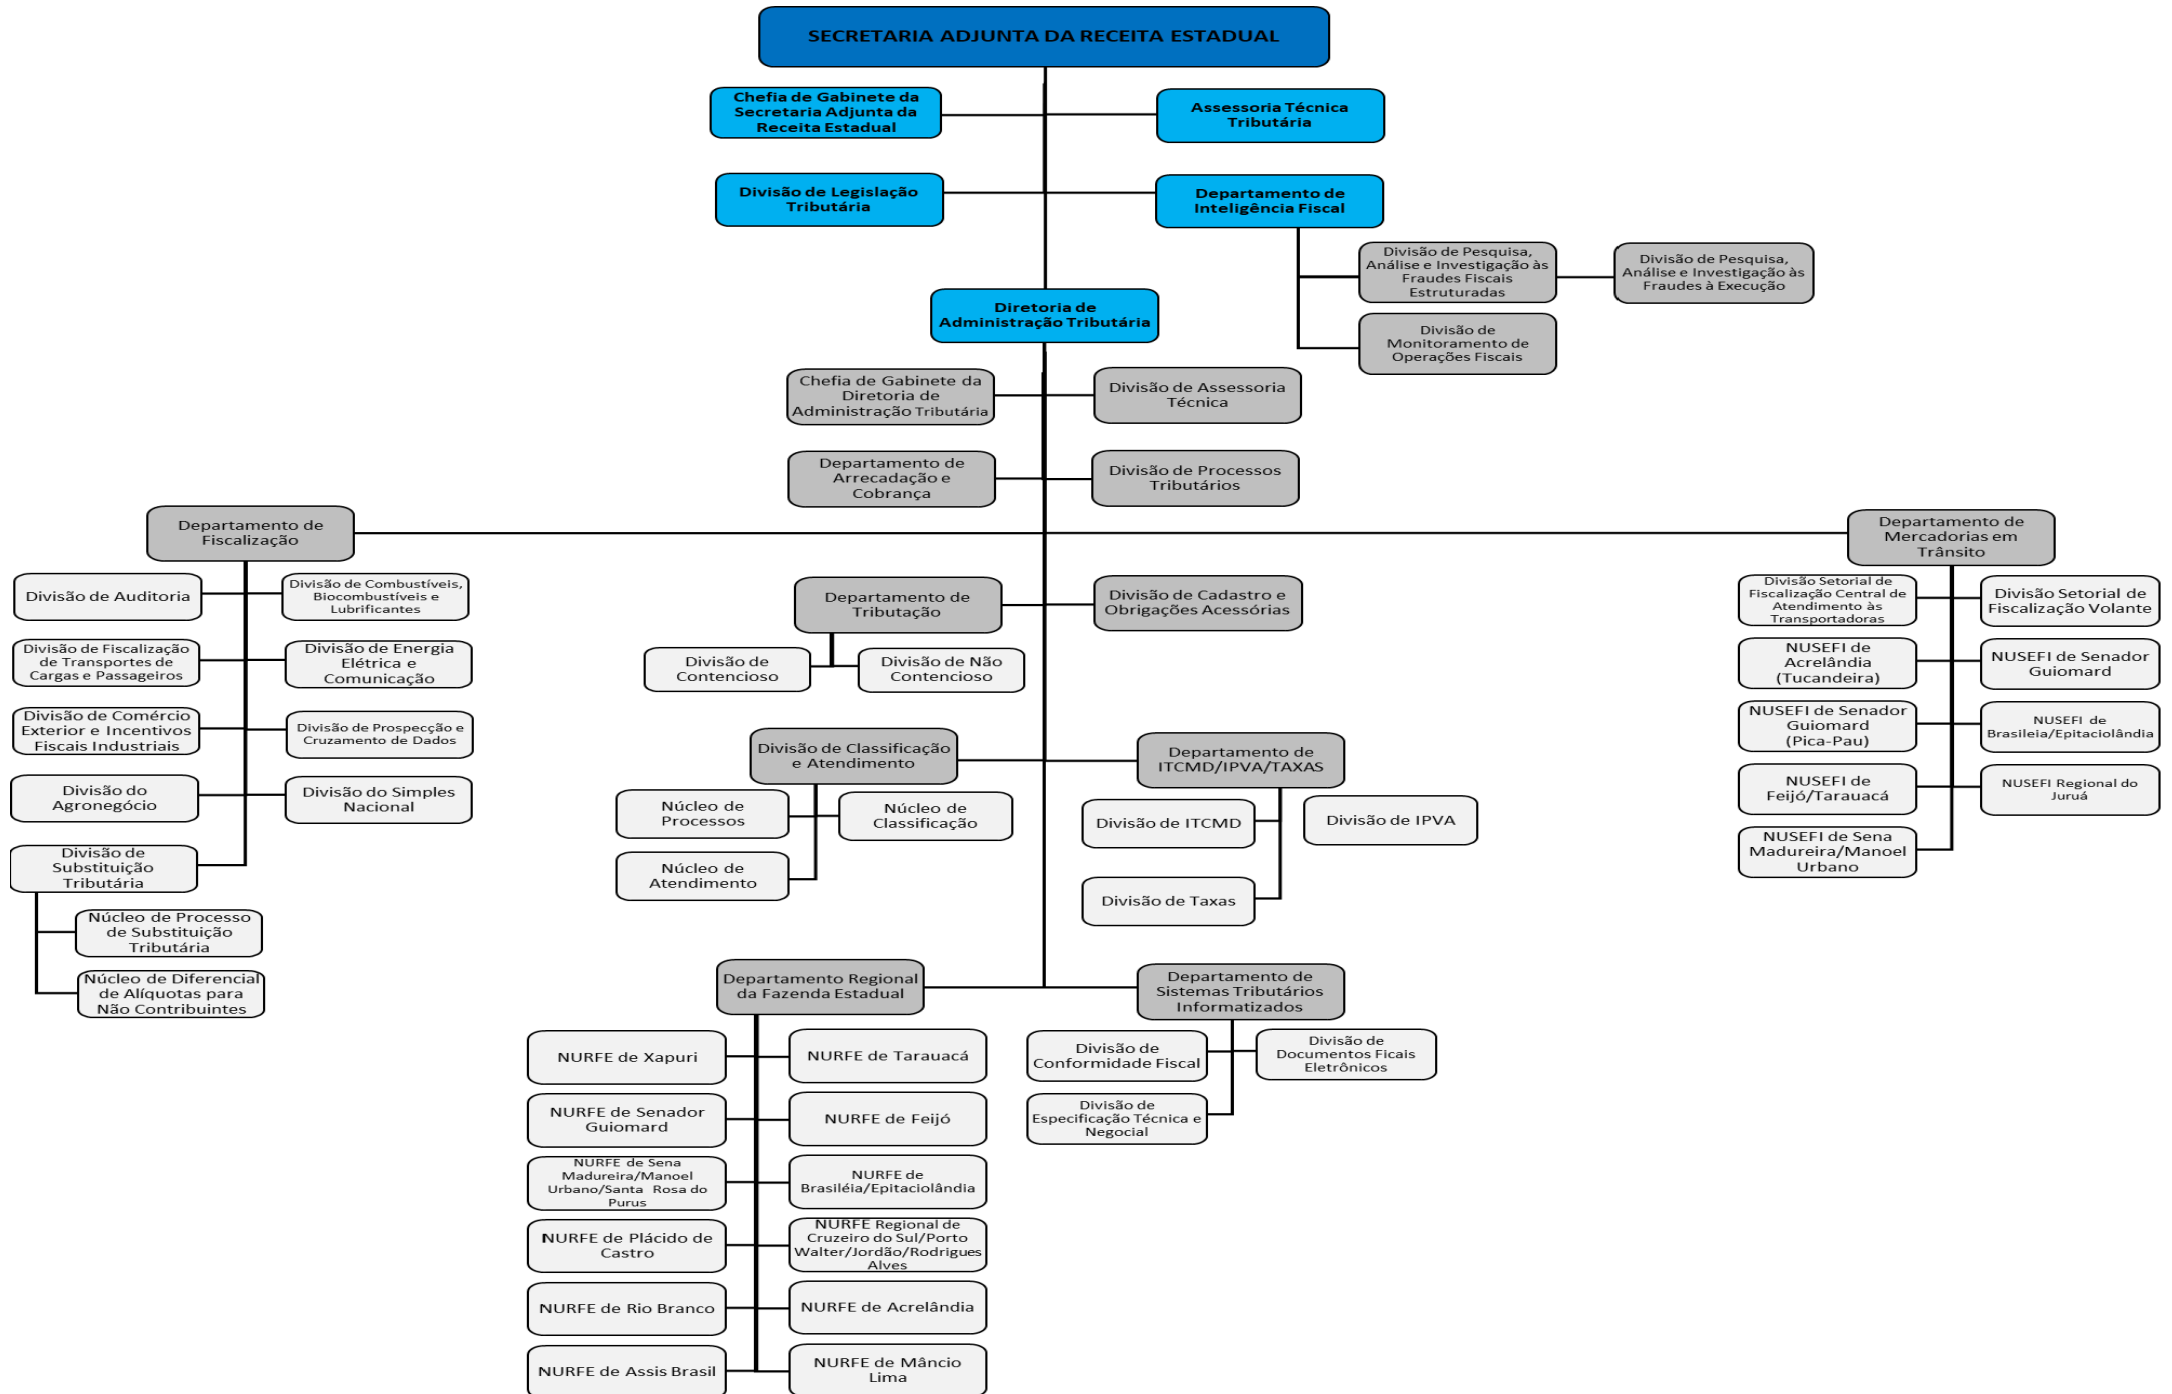 SECRETARIA ADJUNTA DA RECEITA ESTADUAL
Chefia de Gabinete da
Secretaria Adjunta da
Receita Estadual
Assessoria Técnica
Tributária
Divisão de Legislação
Tributária
Departamento de
Inteligência Fiscal
Divisão de Pesquisa,
Análise e Investigação às
Fraudes Fiscais
Estruturadas
Divisão de Pesquisa,
Análise e Investigação às
Fraudes à Execução
Divisão de
Monitoramento de
Operações Fiscais
Diretoria de
Administração Tributária
Chefia de Gabinete da
Diretoria de
Administração Tributária
Divisão de Assessoria
Técnica
Departamento de
Arrecadação e
Cobrança
Divisão de Processos
Tributários
Departamento de
Fiscalização
Divisão de Auditoria
Divisão de Combustíveis,
Biocombustíveis e
Lubrificantes
Divisão de Fiscalização
de Transportes de
Cargas e Passageiros
Divisão de Energia
Elétrica e
Comunicação
Divisão de Comércio
Exterior e Incentivos
Fiscais Industriais
Divisão de Prospecção e
Cruzamento de Dados
Divisão do
Agronegócio
Divisão do Simples
Nacional
Divisão de
Substituição
Tributária
Núcleo de Processo
de Substituição
Tributária
Núcleo de Diferencial
de Alíquotas para
Não Contribuintes
Departamento de
Tributação
Divisão de Cadastro e
Obrigações Acessórias
Divisão de
Contencioso
Divisão de Não
Contencioso
Divisão de Classificação
e Atendimento
Núcleo de
Processos
Núcleo de
Classificação
Núcleo de
Atendimento
Departamento de
ITCMD/IPVA/TAXAS
Divisão de ITCMD
Divisão de IPVA
Divisão de Taxas
Departamento de
Mercadorias em
Trânsito
Divisão Setorial de
Fiscalização Central de
Atendimento às
Transportadoras
Divisão Setorial de
Fiscalização Volante
NUSEFI de
Acrelândia
(Tucandeira)
NUSEFI de Senador
Guiomard
NUSEFI de Senador
Guiomard
(Pica-Pau)
NUSEFI de
Brasileia/Epitaciolândia
NUSEFI de
Feijó/Tarauacá
NUSEFI Regional do
Juruá
NUSEFI de Sena
Madureira/Manoel
Urbano
Departamento Regional
da Fazenda Estadual
NURFE de Xapuri
NURFE de Tarauacá
NURFE de Senador
Guiomard
NURFE de Feijó
NURFE de Sena
Madureira/Manoel
Urbano/Santa Rosa do
Purus
NURFE de
Brasiléia/Epitaciolândia
NURFE de Plácido de
Castro
NURFE Regional de
Cruzeiro do Sul/Porto
Walter/Jordão/Rodrigues
Alves
NURFE de Rio Branco
NURFE de Acrelândia
NURFE de Assis Brasil
NURFE de Mâncio
Lima
Departamento de
Sistemas Tributários
Informatizados
Divisão de
Conformidade Fiscal
Divisão de
Documentos Ficais
Eletrônicos
Divisão de
Especificação Técnica e
Negocial